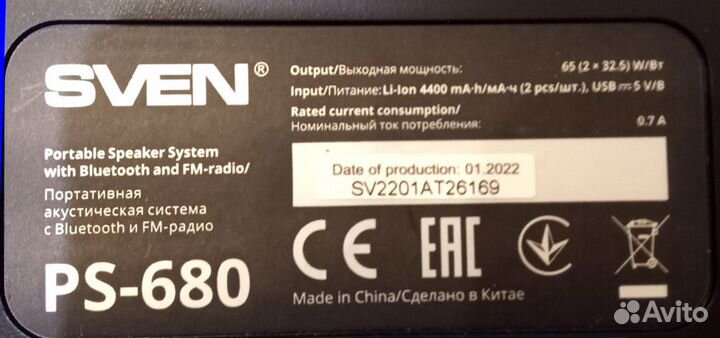 SVEN®
Portable Speaker System
with Bluetooth and FM-radio/
Портативная
акустическая система
с Bluetooth и FM-радио
PS-680
Output/Выходная мощность: 65 (2 × 32.5) W/Вт
Input/Питание: Li-Ion 4400 mA·h/мА·ч (2 pcs/шт.), USB ⎓ 5 V/В
Rated current consumption/
Номинальный ток потребления: 0.7 A
Date of production: 01.2022
SV2201AT26169
CE EAC
Made in China/Сделано в Китае
Avito